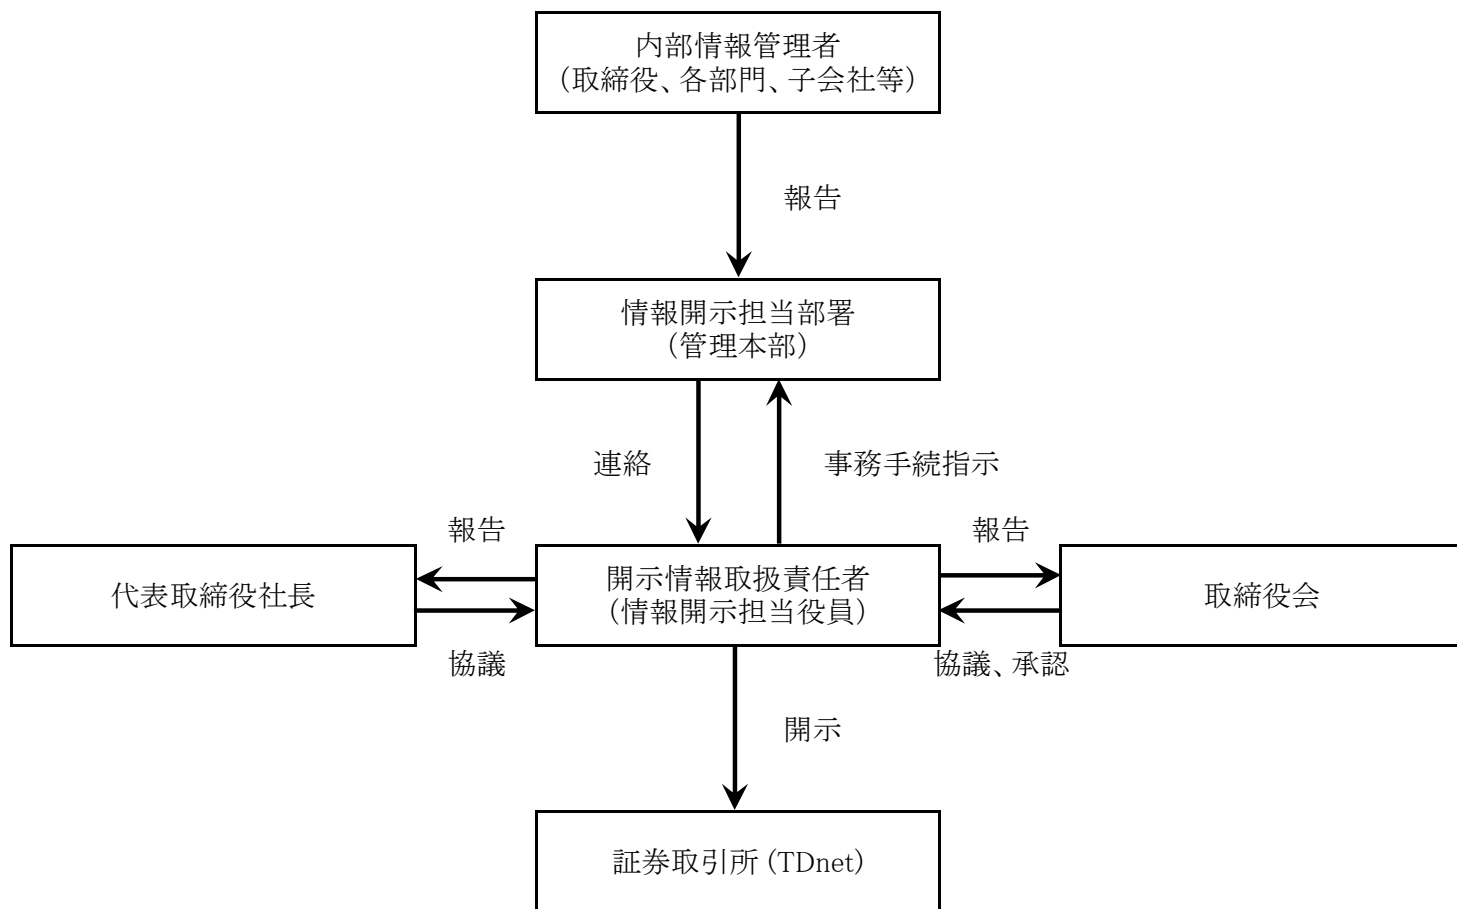 内部情報管理者
（取締役、各部門、子会社等）
報告
情報開示担当部署
（管理本部）
連絡
事務手続指示
報告
報告
代表取締役社長
開示情報取扱責任者
（情報開示担当役員）
取締役会
協議
協議、承認
開示
証券取引所（TDnet）